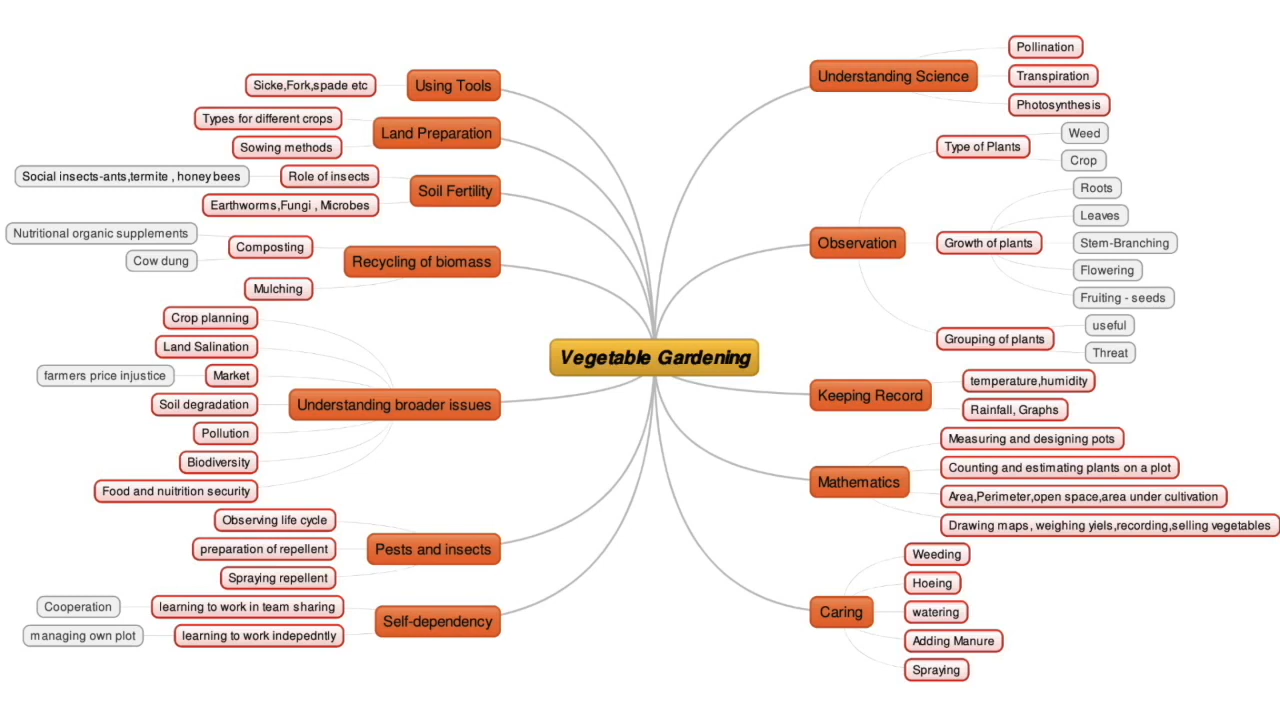 Vegetable Gardening
Using Tools
Sicke,Fork,spade etc
Land Preparation
Types for different crops
Sowing methods
Soil Fertility
Role of insects
Social insects-ants,termite , honey bees
Earthworms,Fungi , Microbes
Recycling of biomass
Composting
Nutritional organic supplements
Cow dung
Mulching
Understanding broader issues
Crop planning
Land Salination
Market
farmers price injustice
Soil degradation
Pollution
Biodiversity
Food and nuitrition security
Pests and insects
Observing life cycle
preparation of repellent
Spraying repellent
Self-dependency
learning to work in team sharing
Cooperation
learning to work indepedntly
managing own plot
Understanding Science
Pollination
Transpiration
Photosynthesis
Observation
Type of Plants
Weed
Crop
Growth of plants
Roots
Leaves
Stem-Branching
Flowering
Fruiting - seeds
Grouping of plants
useful
Threat
Keeping Record
temperature,humidity
Rainfall, Graphs
Mathematics
Measuring and designing pots
Counting and estimating plants on a plot
Area,Perimeter,open space,area under cultivation
Drawing maps, weighing yiels,recording,selling vegetables
Caring
Weeding
Hoeing
watering
Adding Manure
Spraying